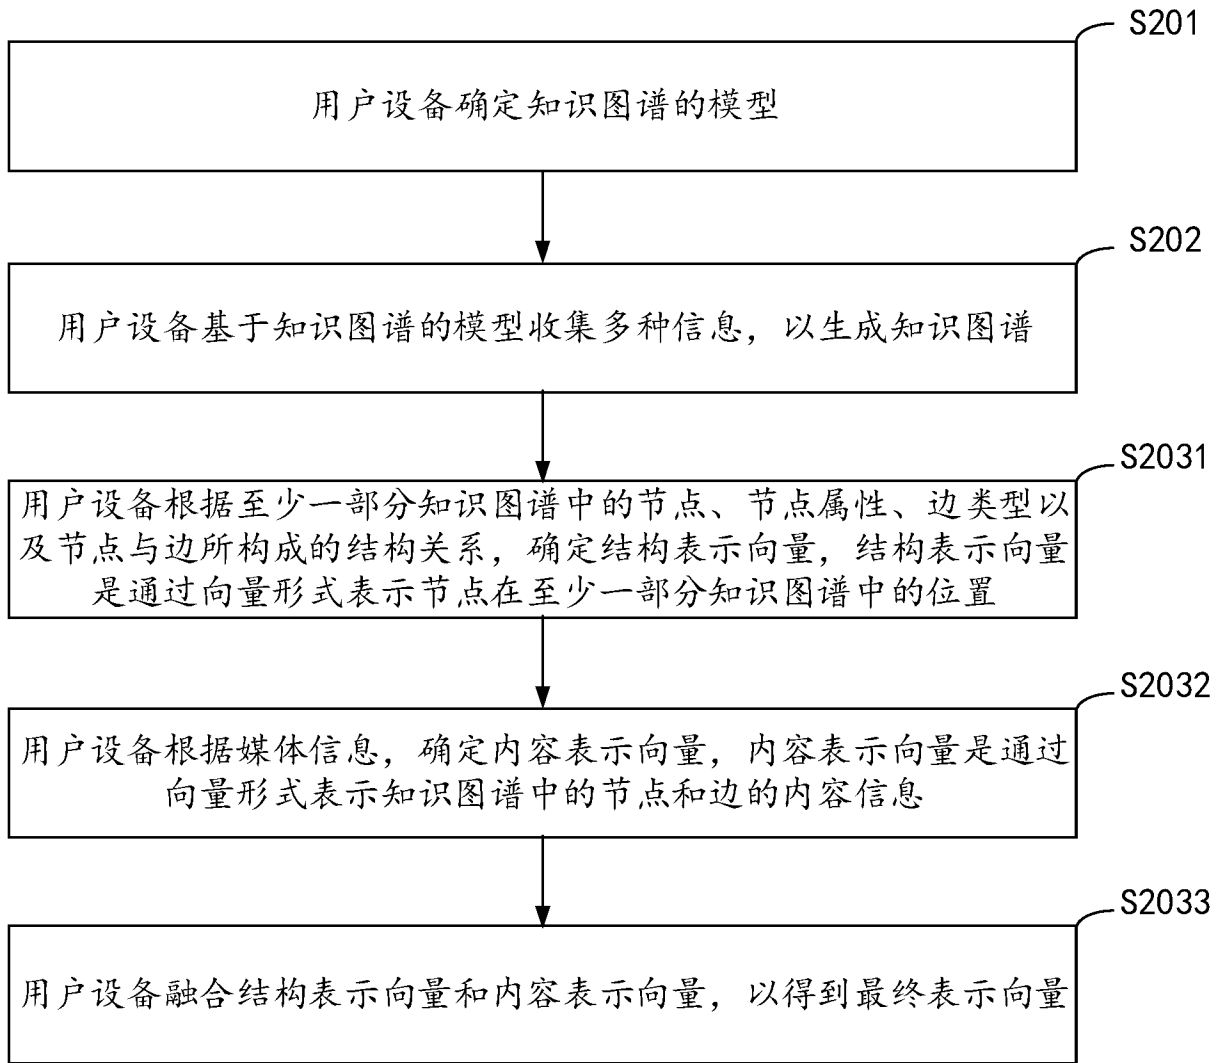 S201
用户设备确定知识图谱的模型
S202
用户设备基于知识图谱的模型收集多种信息，以生成知识图谱
S2031
用户设备根据至少一部分知识图谱中的节点、节点属性、边类型以
及节点与边所构成的结构关系，确定结构表示向量，结构表示向量
是通过向量形式表示节点在至少一部分知识图谱中的位置
S2032
用户设备根据媒体信息，确定内容表示向量，内容表示向量是通过
向量形式表示知识图谱中的节点和边的内容信息
S2033
用户设备融合结构表示向量和内容表示向量，以得到最终表示向量